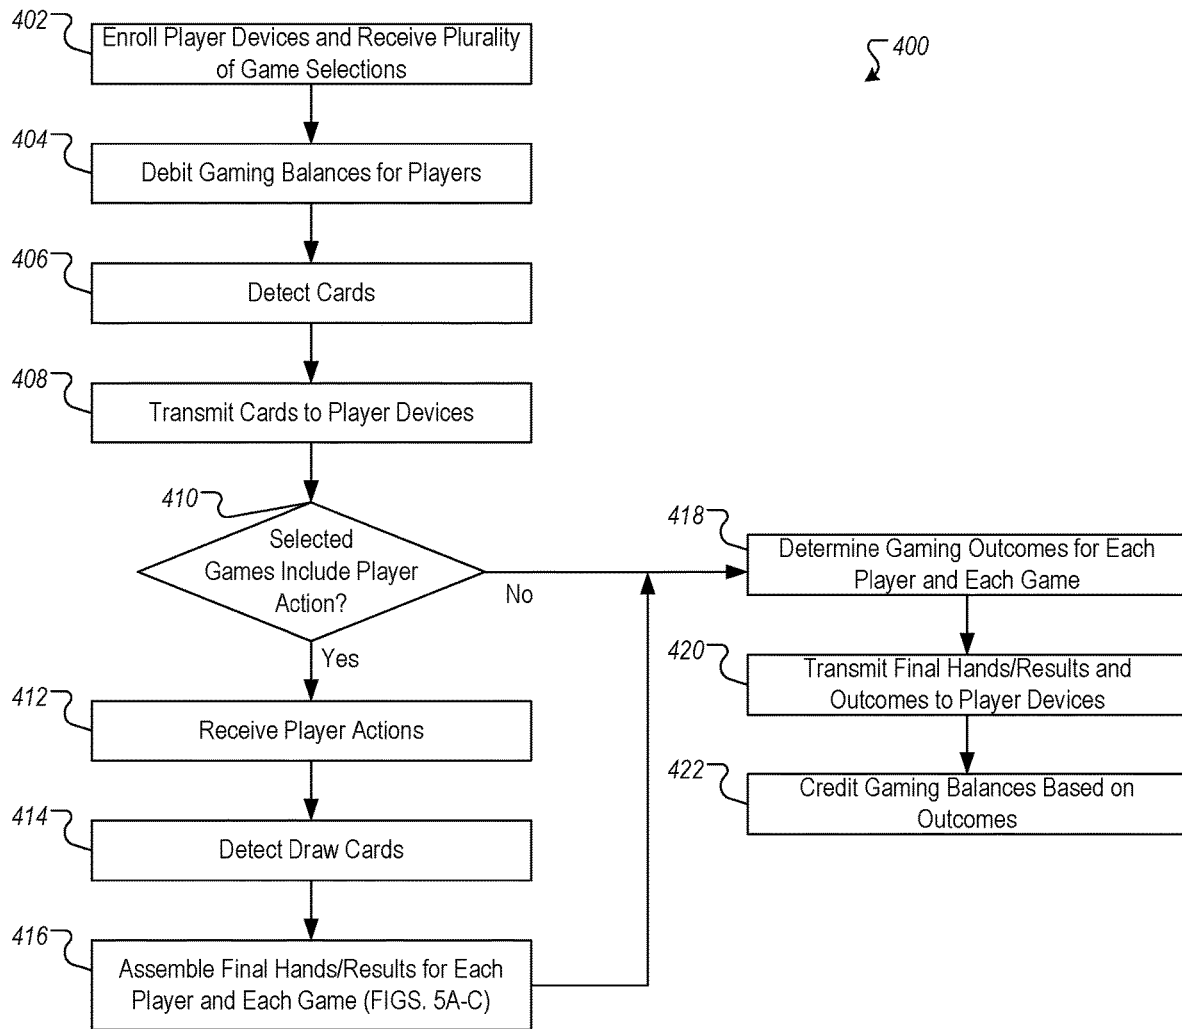 402
Enroll Player Devices and Receive Plurality
of Game Selections
400
404
Debit Gaming Balances for Players
406
Detect Cards
408
Transmit Cards to Player Devices
410
Selected
Games Include Player
Action?
No
Yes
412
Receive Player Actions
414
Detect Draw Cards
416
Assemble Final Hands/Results for Each
Player and Each Game (FIGS. 5A-C)
418
Determine Gaming Outcomes for Each
Player and Each Game
420
Transmit Final Hands/Results and
Outcomes to Player Devices
422
Credit Gaming Balances Based on
Outcomes